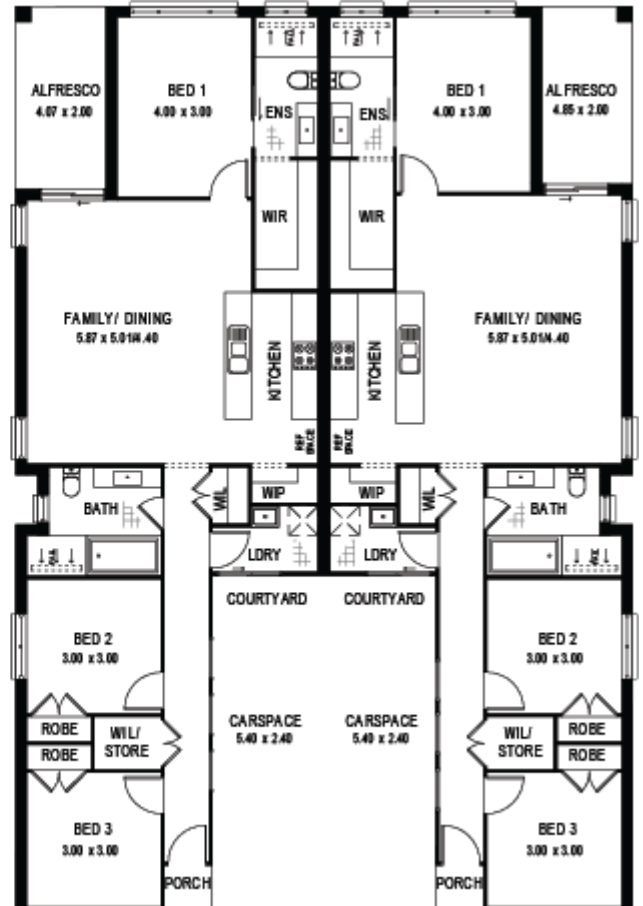 ALFRESCO
4.07 x 2.00
BED 1
4.00 x 3.00
ENS
ENS
BED 1
4.00 x 3.00
ALFRESCO
4.85 x 2.00
WIR
WIR
FAMILY/ DINING
5.87 x 5.01/4.40
KITCHEN
REF SPACE
KITCHEN
REF SPACE
FAMILY/ DINING
5.87 x 5.01/4.40
BATH
WIL
WIP
WIP
WIL
BATH
LDRY
LDRY
COURTYARD
COURTYARD
BED 2
3.00 x 3.00
BED 2
3.00 x 3.00
ROBE
ROBE
WIL/
STORE
CARSPACE
5.40 x 2.40
CARSPACE
5.40 x 2.40
WIL/
STORE
ROBE
ROBE
BED 3
3.00 x 3.00
BED 3
3.00 x 3.00
PORCH
PORCH